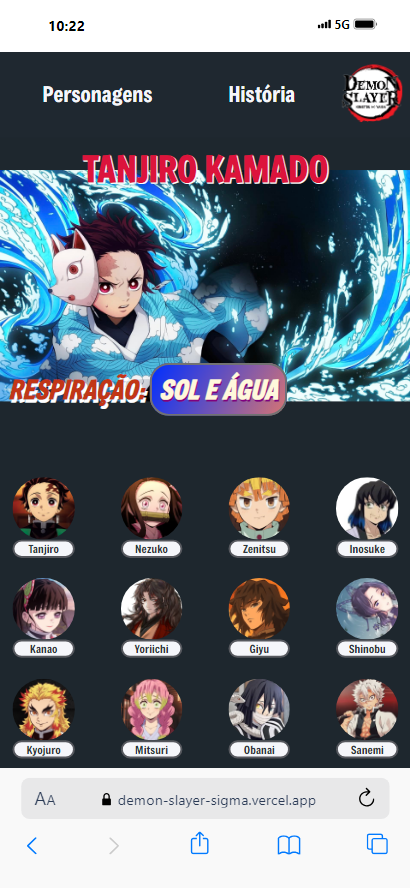 10:22
5G
Personagens
História
DEMON
SLAYER
TANJIRO KAMADO
RESPIRAÇÃO: SOL E ÁGUA
Tanjiro
Nezuko
Zenitsu
Inosuke
Kanao
Yoriichi
Giyu
Shinobu
Kyojuro
Mitsuri
Obanai
Sanemi
AA
demon-slayer-sigma.vercel.app